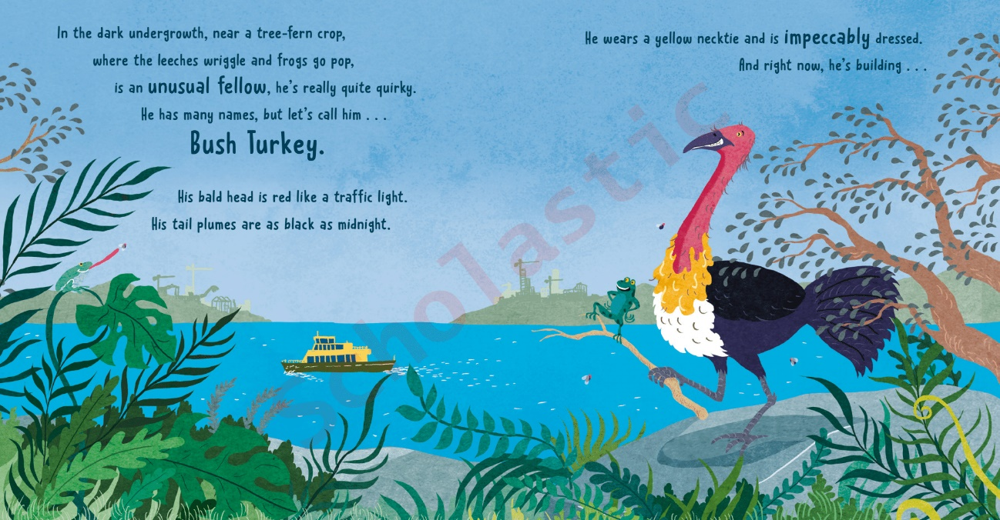 In the dark undergrowth, near a tree-fern crop,
where the leeches wriggle and frogs go pop,
is an unusual fellow, he's really quite quirky.
He has many names, but let's call him . . .
Bush Turkey.
His bald head is red like a traffic light.
His tail plumes are as black as midnight.
He wears a yellow necktie and is impeccably dressed.
And right now, he's building . . .
Scholastic